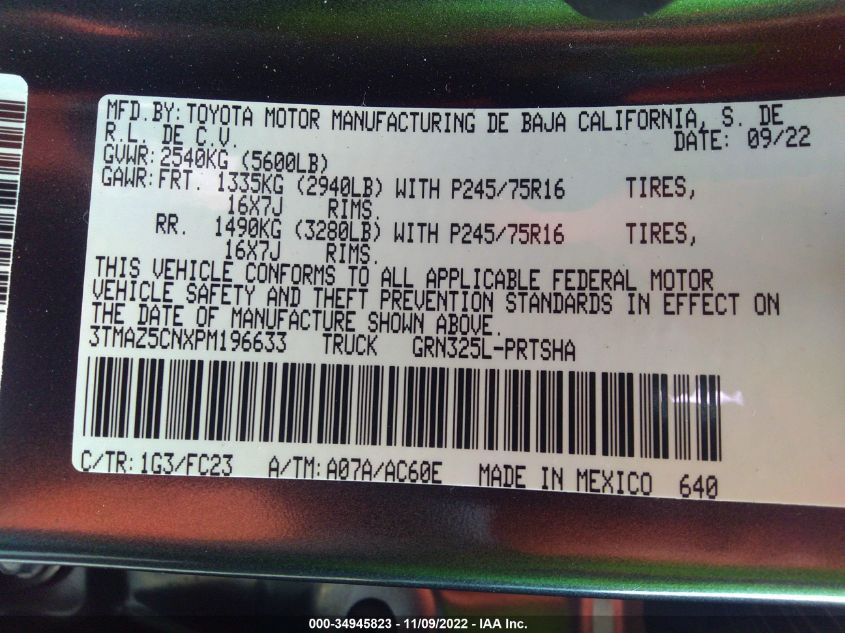 MFD.BY: TOYOTA MOTOR MANUFACTURING DE BAJA CALIFORNIA, S. DE
R.L. DE C.V. DATE: 09/22
GVWR: 2540KG (5600LB)
GAWR: FRT. 1335KG (2940LB) WITH P245/75R16 TIRES,
16X7J RIMS.
RR. 1490KG (3280LB) WITH P245/75R16 TIRES,
16X7J RIMS.
THIS VEHICLE CONFORMS TO ALL APPLICABLE FEDERAL MOTOR
VEHICLE SAFETY AND THEFT PREVENTION STANDARDS IN EFFECT ON
THE DATE OF MANUFACTURE SHOWN ABOVE.
3TMAZ5CNXPM196633 TRUCK GRN325L-PRTSHA
C/TR: 1G3/FC23 A/TM: A07A/AC60E MADE IN MEXICO 640
000-34945823 - 11/09/2022 - IAA Inc.